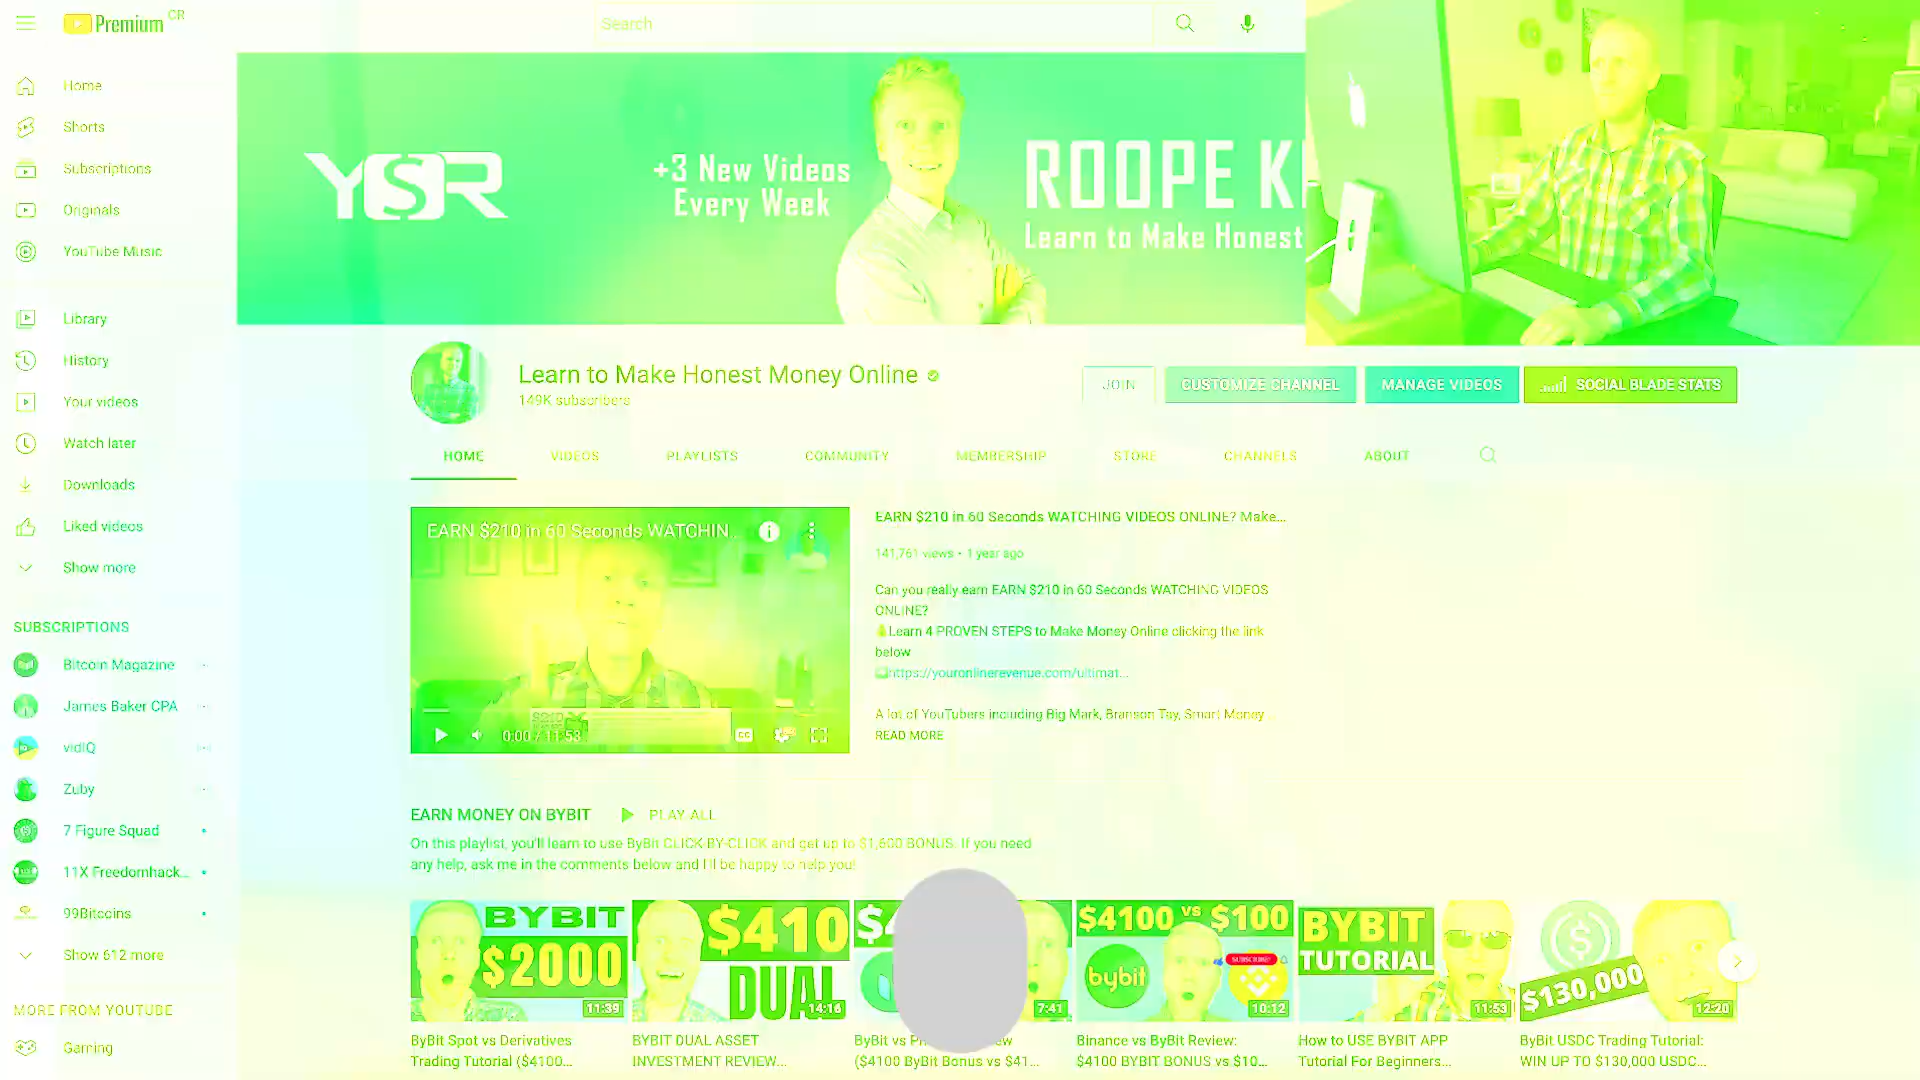 Premium CR
Search
Home
Shorts
Subscriptions
Originals
YouTube Music
Library
History
Your videos
Watch later
Downloads
Liked videos
Show more
SUBSCRIPTIONS
Bitcoin Magazine
James Baker CPA
vidIQ
Zuby
7 Figure Squad
11X Freedomhack...
99Bitcoins
Show 612 more
MORE FROM YOUTUBE
Gaming
YSR
+3 New Videos
Every Week
ROOPE
Learn to Make Honest
Learn to Make Honest Money Online
149K subscribers
JOIN
CUSTOMIZE CHANNEL
MANAGE VIDEOS
SOCIAL BLADE STATS
HOME
VIDEOS
PLAYLISTS
COMMUNITY
MEMBERSHIP
STORE
CHANNELS
ABOUT
EARN $210 in 60 Seconds WATCHIN
0:00 / 11:53
CC
EARN $210 in 60 Seconds WATCHING VIDEOS ONLINE? Make...
141,761 views • 1 year ago
Can you really earn EARN $210 in 60 Seconds WATCHING VIDEOS
ONLINE?
Learn 4 PROVEN STEPS to Make Money Online clicking the link
below
https://youronlinerevenue.com/ultimat...
A lot of YouTubers including Big Mark, Branson Tay, Smart Money
READ MORE
EARN MONEY ON BYBIT
PLAY ALL
On this playlist, you'll learn to use ByBit CLICK-BY-CLICK and get up to $1,600 BONUS. If you need
any help, ask me in the comments below and I'll be happy to help you!
BYBIT
$2000
11:39
ByBit Spot vs Derivatives
Trading Tutorial ($4100...
$410
DUAL
14:16
BYBIT DUAL ASSET
INVESTMENT REVIEW...
7:41
ByBit vs
($4100 ByBit Bonus vs $41...
$4100 vs $100
bybit
SUBSCRIBE
10:12
Binance vs ByBit Review:
$4100 BYBIT BONUS vs $10...
BYBIT
TUTORIAL
11:53
How to USE BYBIT APP
Tutorial For Beginners...
$130,000
12:20
ByBit USDC Trading Tutorial:
WIN UP TO $130,000 USDC...